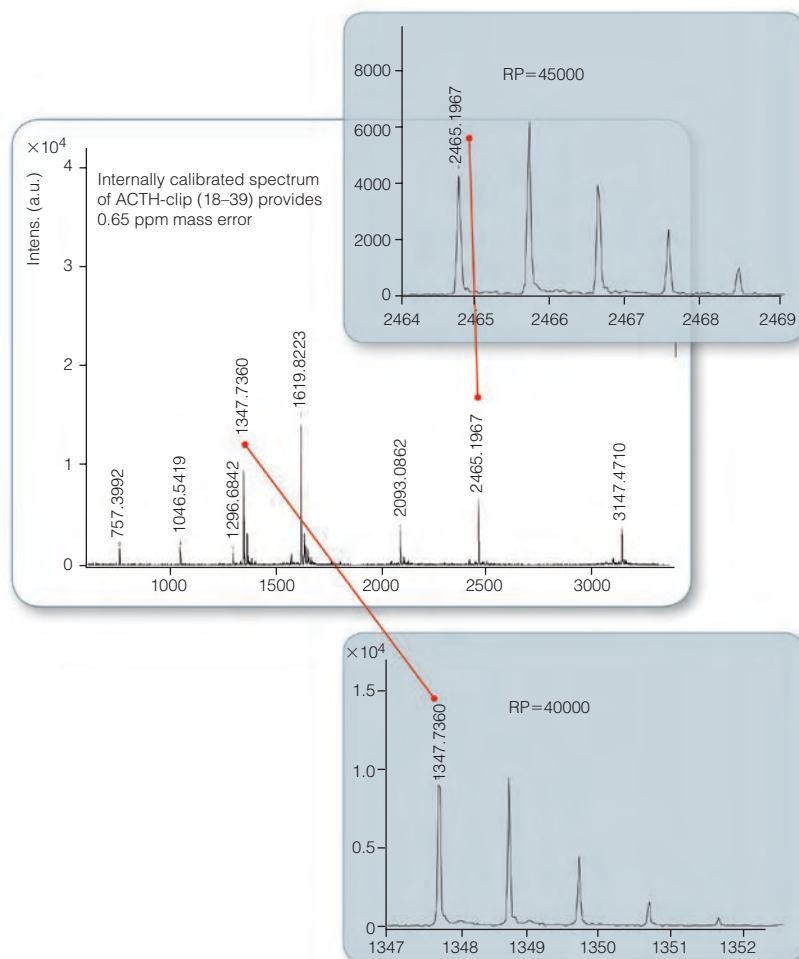 8000
RP=45000
6000
4000
2000
0
2465.1967
2464 2465 2466 2467 2468 2469
×10⁴
Intens. (a.u.)
Internally calibrated spectrum
of ACTH-clip (18–39) provides
0.65 ppm mass error
4
3
2
1
0
757.3992
1046.5419
1296.6842
1347.7360
1619.8223
2093.0862
2465.1967
3147.4710
1000 1500 2000 2500 3000
×10⁴
1.5
RP=40000
1.0
0.5
0
1347.7360
1347 1348 1349 1350 1351 1352